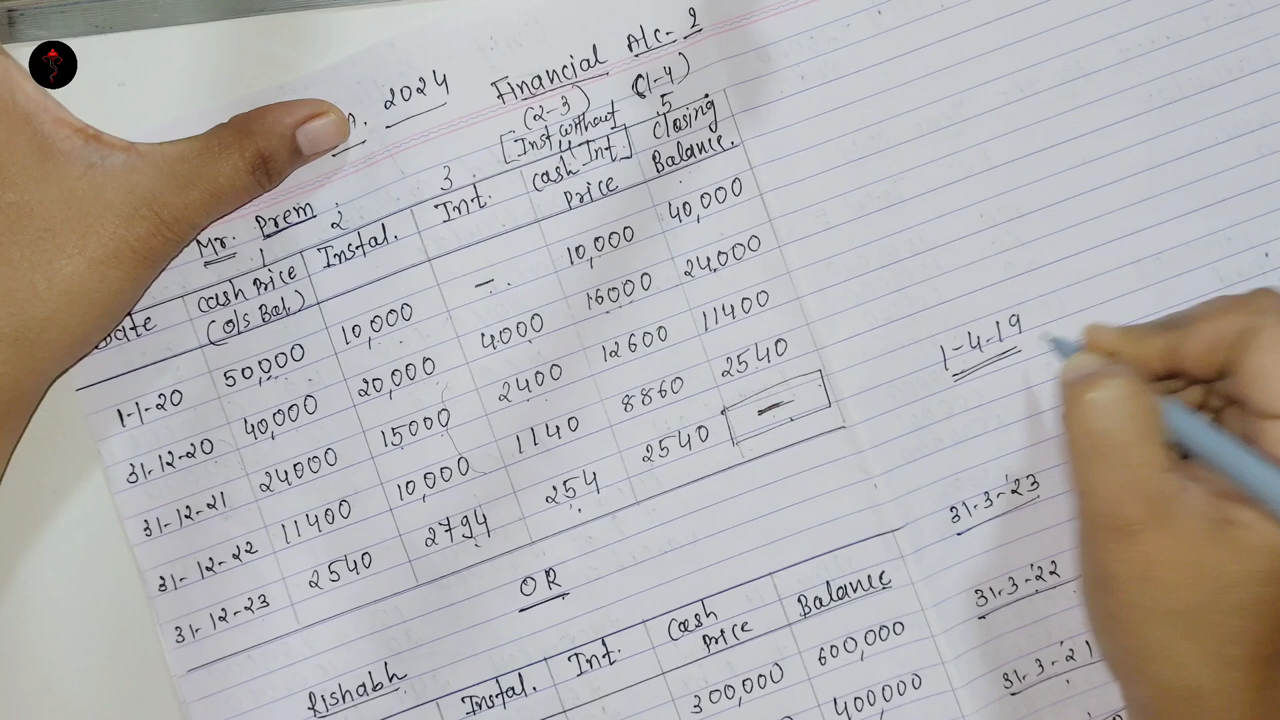 2024 Financial A/C - 2
(2-3) (1-4)
[Inst. without Int.]
Mr. Prem
1 2 3 4 5
Date Cash Price (O/s Bal.) Instal. Int. Cash Price Closing Balance.
1-1-20 50,000 10,000 - 10,000 40,000
31-12-20 40,000 20,000 4000 16000 24,000
31-12-21 24000 15000 2400 12600 11400
31-12-22 11400 10,000 1140 8860 2540
31-12-23 2540 2794 254 2540 -
OR
Rishabh
Instal. Int. Cash Price Balance
300,000 600,000
400000
1-4-19
31-3-'23
31-3-'22
31-3-'21